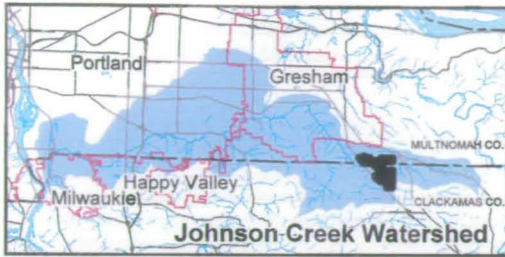 Portland
Gresham
MULTNOMAH CO.
Happy Valley
Milwaukie
CLACKAMAS CO.
Johnson Creek Watershed